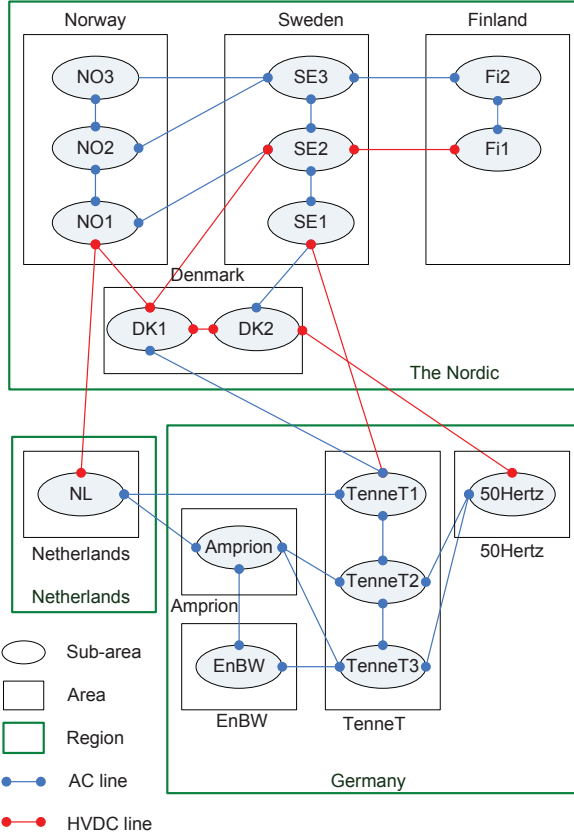 Norway
Sweden
Finland
NO3
SE3
Fi2
NO2
SE2
Fi1
NO1
SE1
Denmark
DK1
DK2
The Nordic
NL
TenneT1
50Hertz
Netherlands
Amprion
50Hertz
Netherlands
TenneT2
Amprion
EnBW
TenneT3
EnBW
TenneT
Germany
Sub-area
Area
Region
AC line
HVDC line